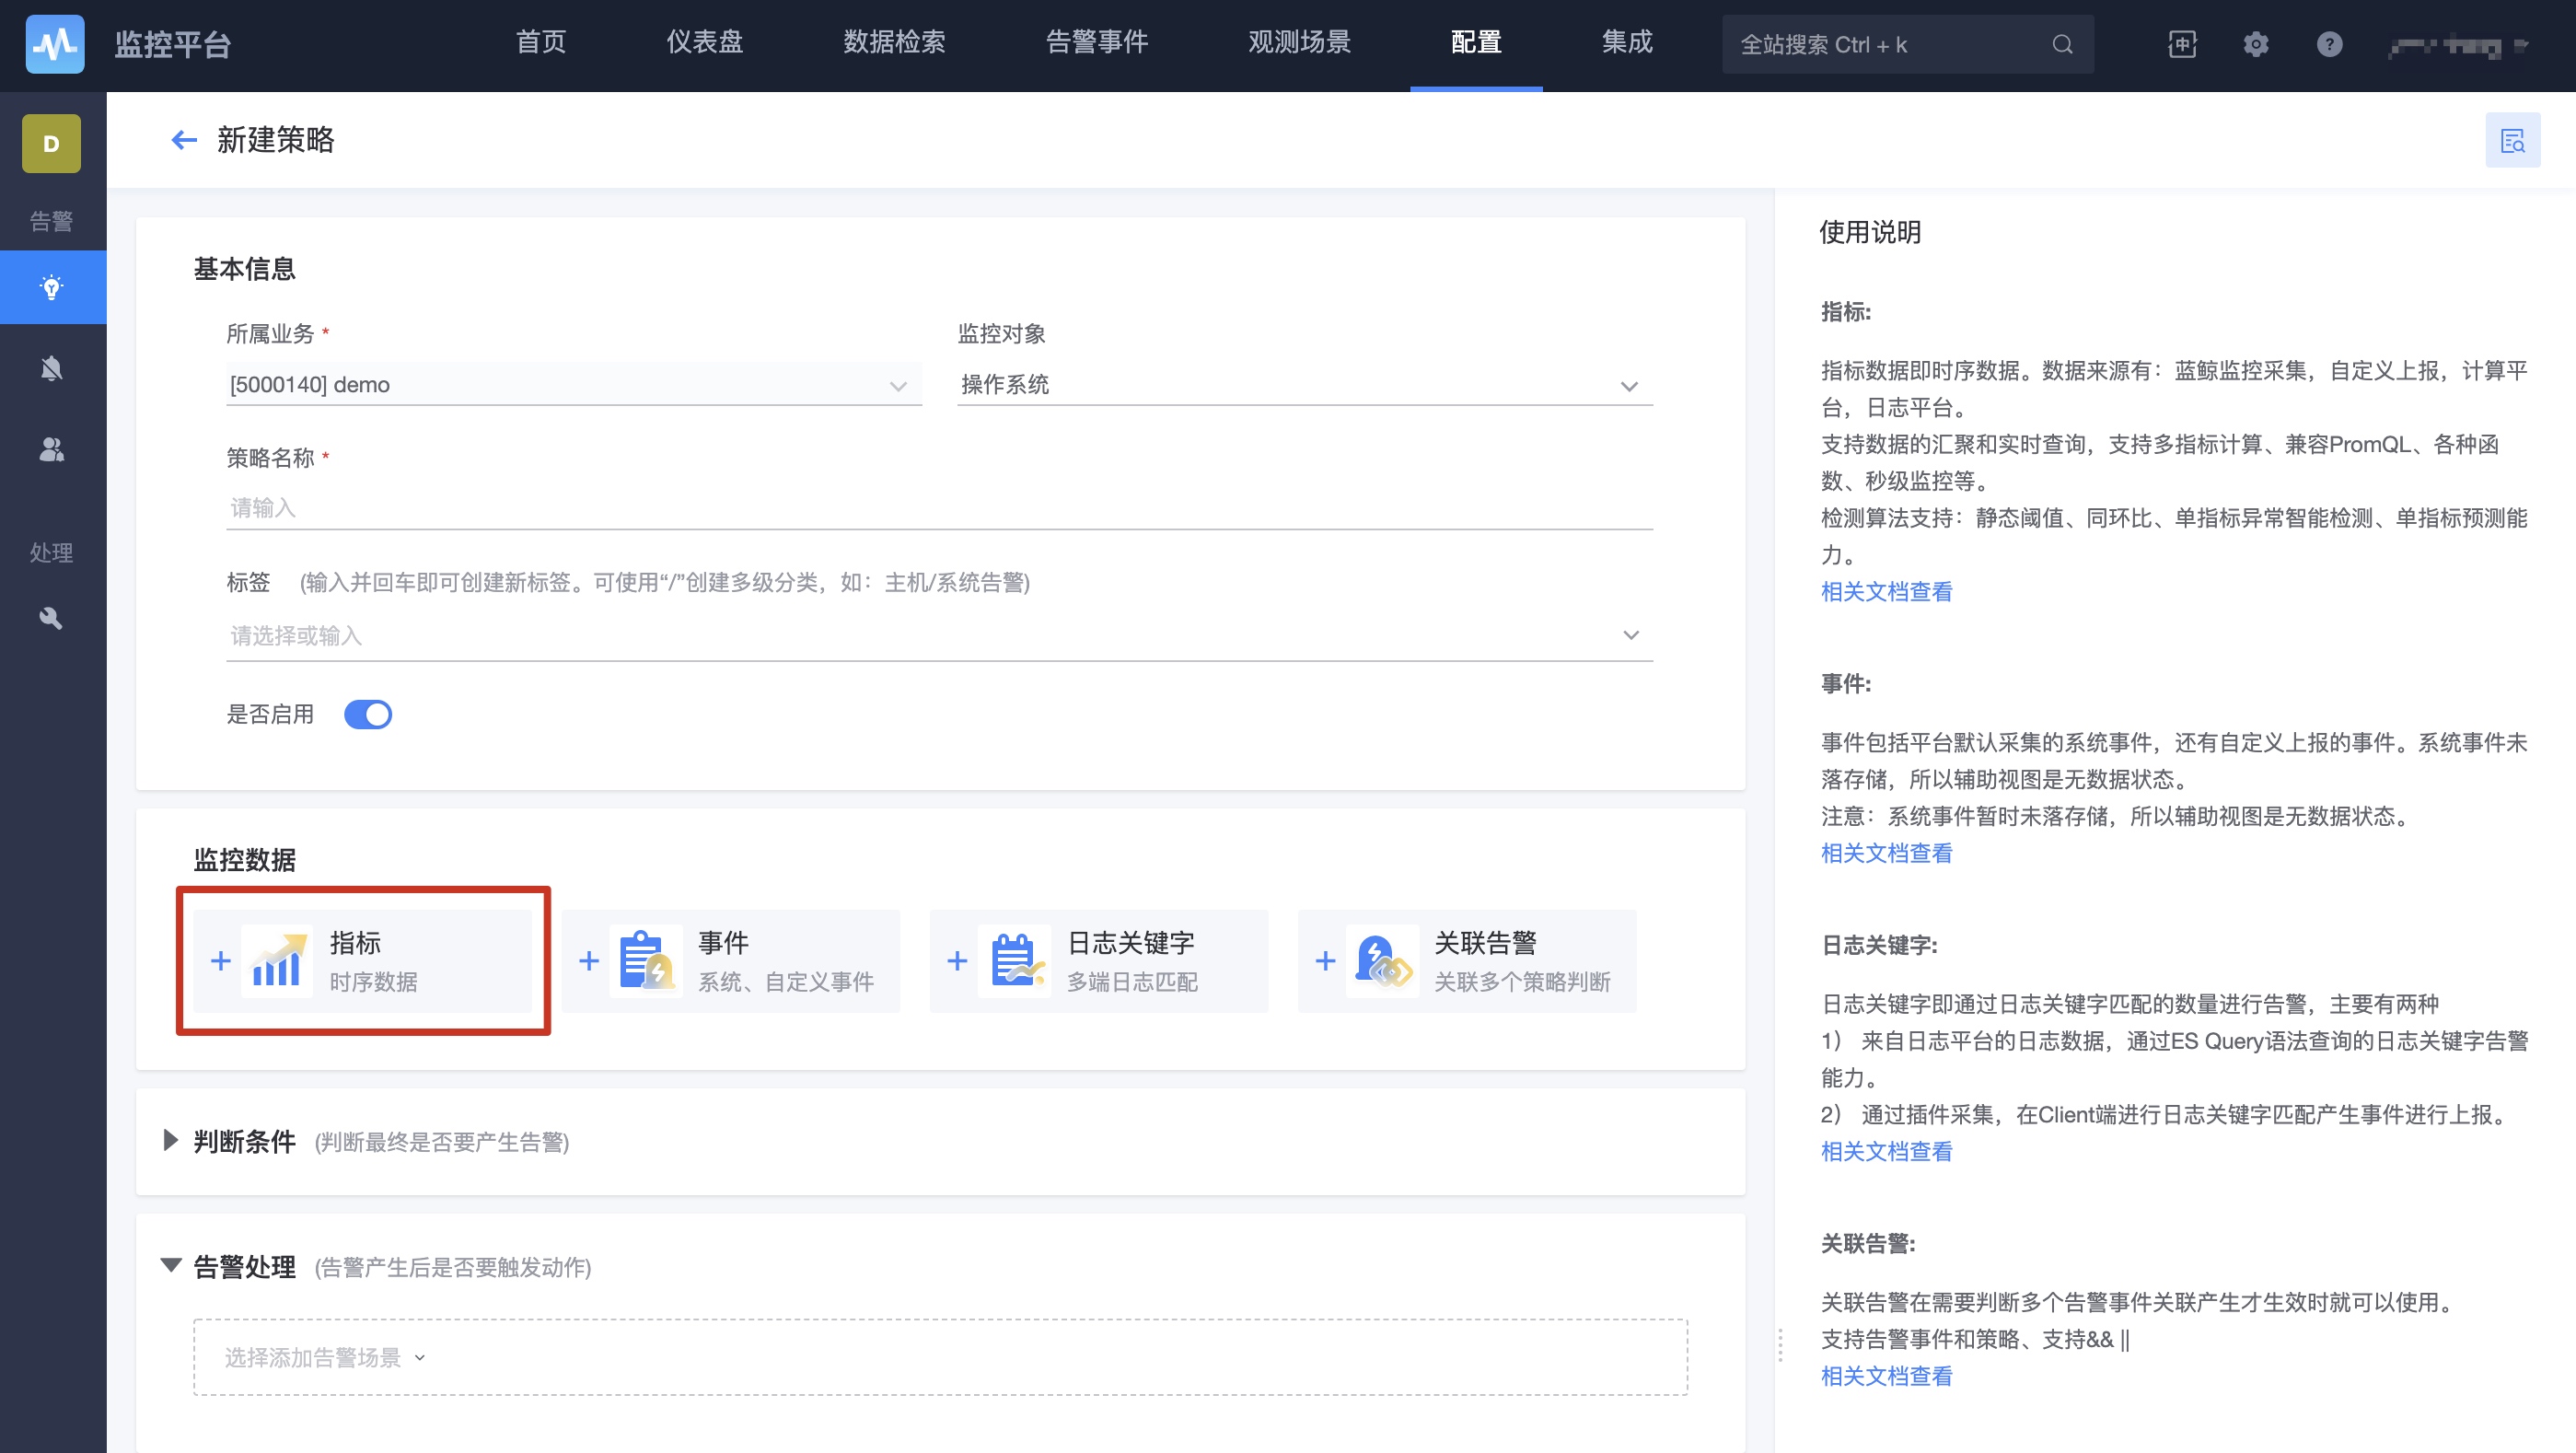 监控平台
首页
仪表盘
数据检索
告警事件
观测场景
配置
集成
全站搜索 Ctrl + k
中
?
D
告警
处理
新建策略
基本信息
所属业务 *
监控对象
[5000140] demo
操作系统
策略名称 *
请输入
标签 (输入并回车即可创建新标签。可使用“/”创建多级分类，如：主机/系统告警)
请选择或输入
是否启用
监控数据
+ 指标
时序数据
+ 事件
系统、自定义事件
+ 日志关键字
多端日志匹配
+ 关联告警
关联多个策略判断
判断条件 (判断最终是否要产生告警)
告警处理 (告警产生后是否要触发动作)
选择添加告警场景
使用说明
指标:
指标数据即时序数据。数据来源有：蓝鲸监控采集，自定义上报，计算平
台，日志平台。
支持数据的汇聚和实时查询，支持多指标计算、兼容PromQL、各种函
数、秒级监控等。
检测算法支持：静态阈值、同环比、单指标异常智能检测、单指标预测能
力。
相关文档查看
事件:
事件包括平台默认采集的系统事件，还有自定义上报的事件。系统事件未
落存储，所以辅助视图是无数据状态。
注意：系统事件暂时未落存储，所以辅助视图是无数据状态。
相关文档查看
日志关键字:
日志关键字即通过日志关键字匹配的数量进行告警，主要有两种
1） 来自日志平台的日志数据，通过ES Query语法查询的日志关键字告警
能力。
2） 通过插件采集，在Client端进行日志关键字匹配产生事件进行上报。
相关文档查看
关联告警:
关联告警在需要判断多个告警事件关联产生才生效时就可以使用。
支持告警事件和策略、支持&& ||
相关文档查看